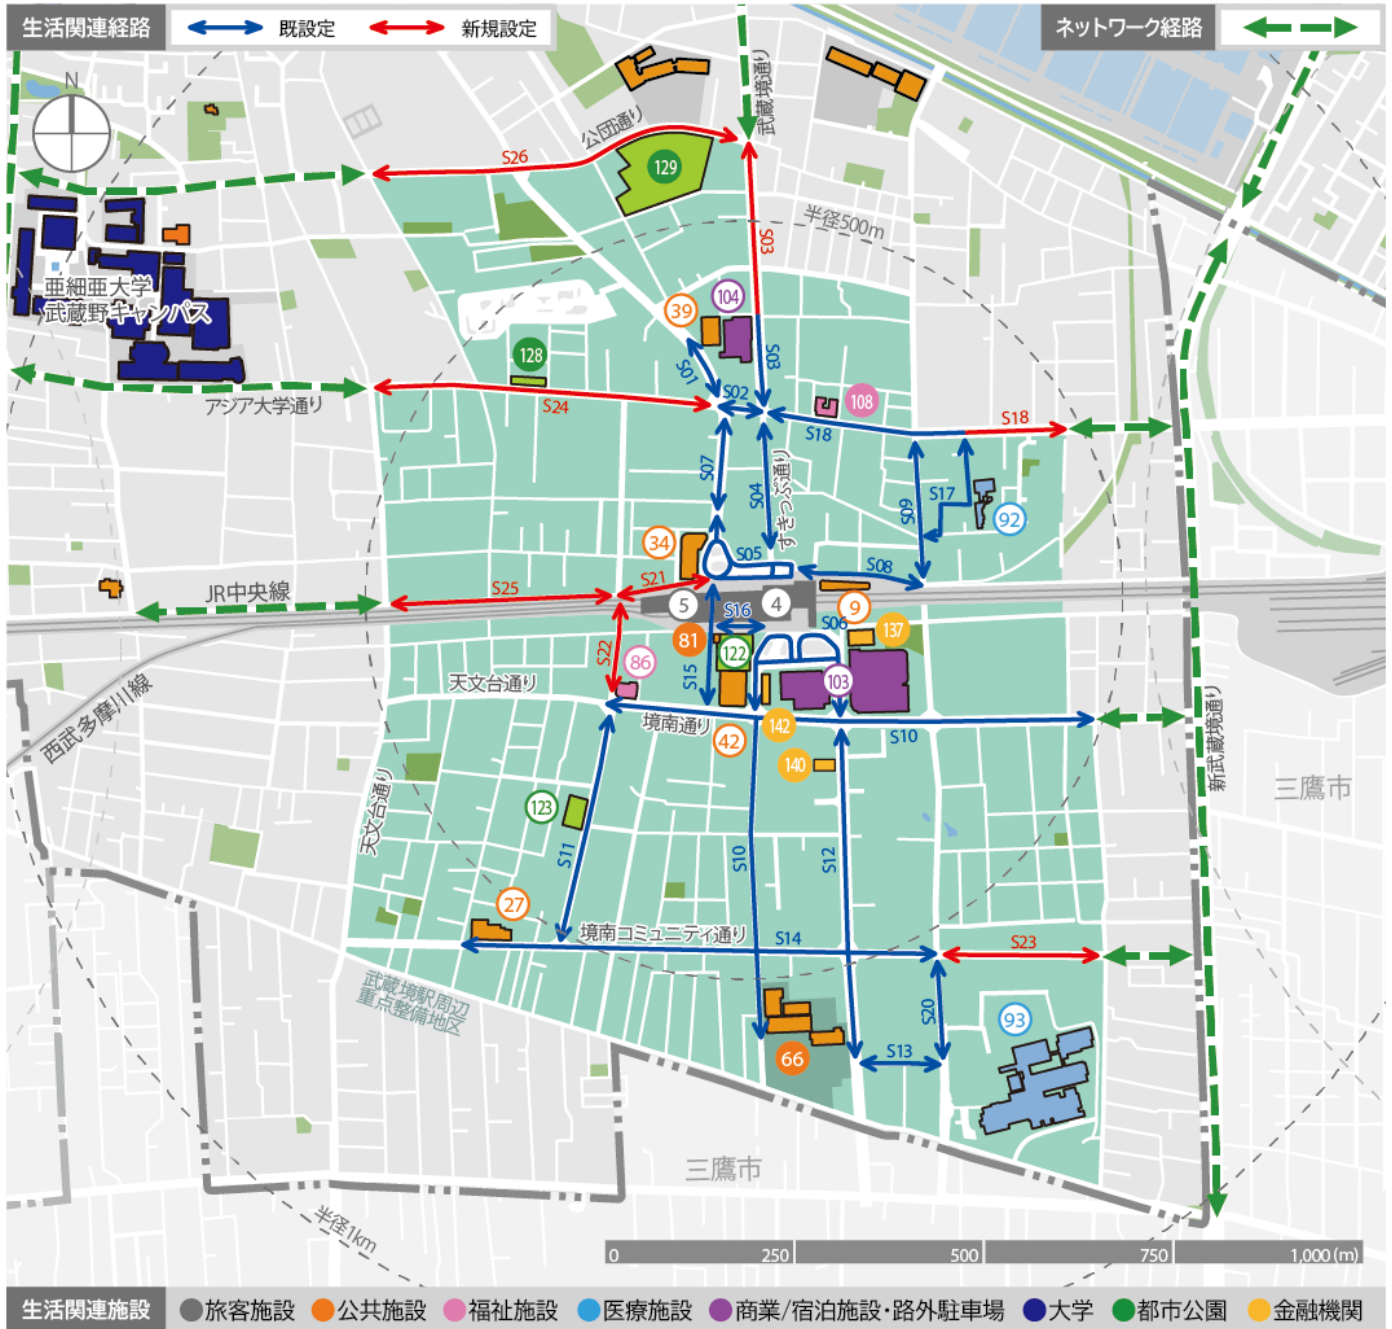 生活関連経路
既設定
新規設定
ネットワーク経路
N
武蔵境通り
公団通り
S26
129
半径500m
S03
亜細亜大学
武蔵野キャンパス
104
39
128
S03
S01
S02
108
アジア大学通り
S24
S18
S18
S07
S04
すきっぷ通り
S09
S17
92
34
S05
S08
JR中央線
S25
S21
5
S16
4
9
S06
137
81
122
S22
86
S15
103
天文台通り
西武多摩川線
境南通り
42
142
S10
新武蔵境通り
140
三鷹市
天文台通り
123
S11
S10
S12
27
境南コミュニティ通り
S14
S23
武蔵境駅周辺
重点整備地区
S20
93
66
S13
三鷹市
半径1km
0 250 500 750 1,000 (m)
生活関連施設
旅客施設
公共施設
福祉施設
医療施設
商業/宿泊施設・路外駐車場
大学
都市公園
金融機関